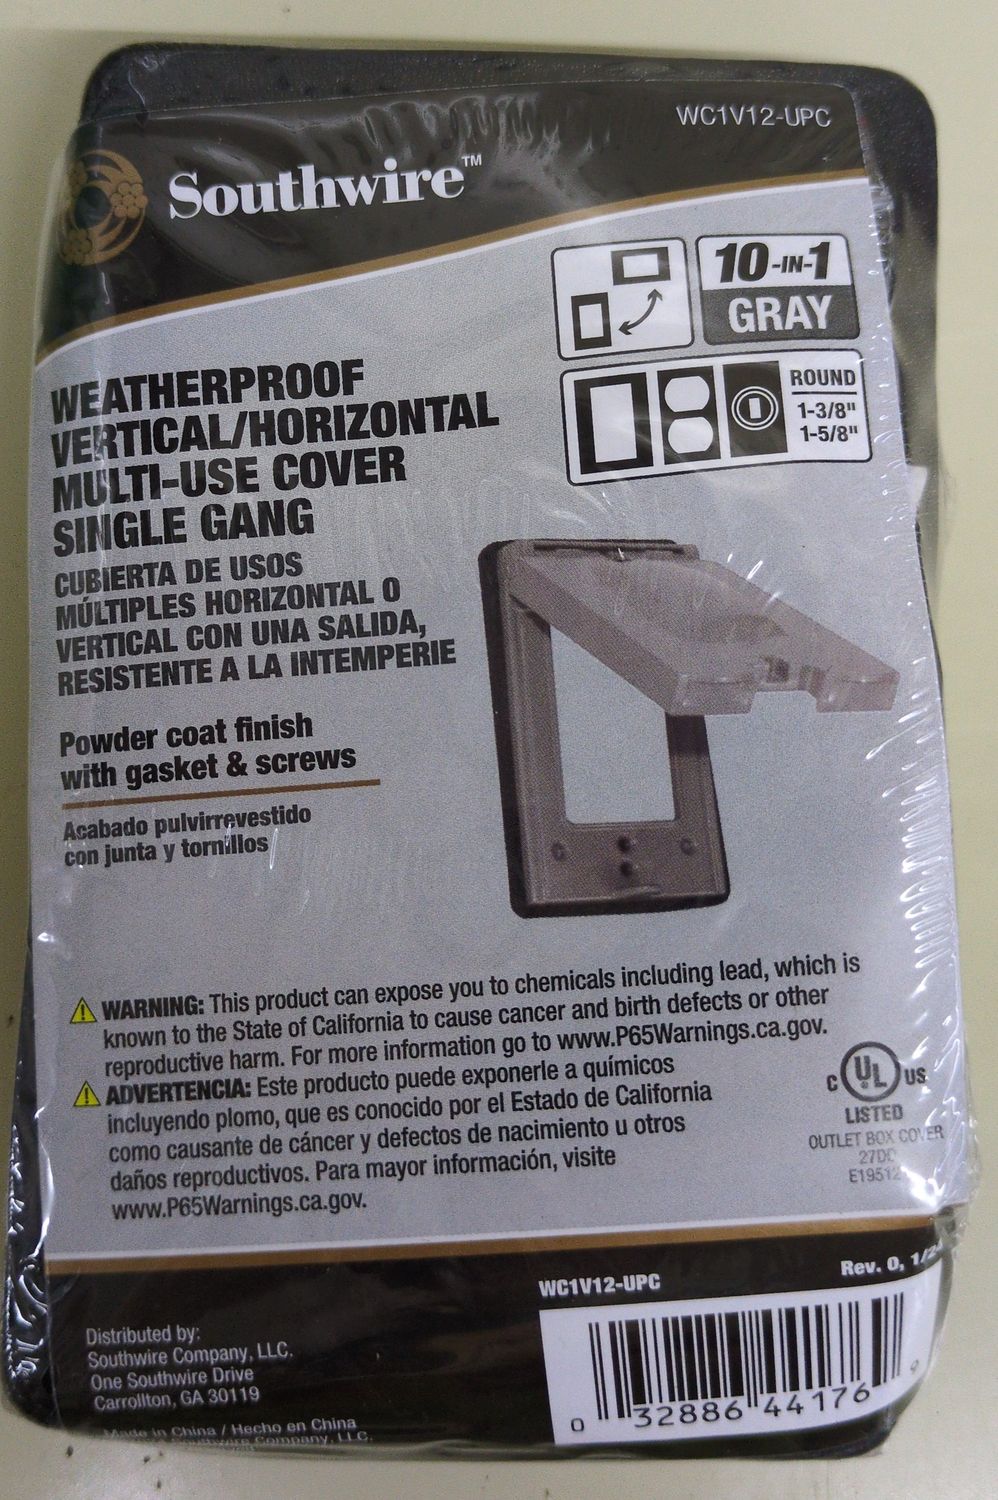 WC1V12-UPC
Southwire™
10-IN-1
GRAY
ROUND
1-3/8"
1-5/8"
WEATHERPROOF
VERTICAL/HORIZONTAL
MULTI-USE COVER
SINGLE GANG
CUBIERTA DE USOS
MÚLTIPLES HORIZONTAL O
VERTICAL CON UNA SALIDA,
RESISTENTE A LA INTEMPERIE
Powder coat finish
with gasket & screws
Acabado pulvirrevestido
con junta y tornillos
WARNING: This product can expose you to chemicals including lead, which is
known to the State of California to cause cancer and birth defects or other
reproductive harm. For more information go to www.P65Warnings.ca.gov.
ADVERTENCIA: Este producto puede exponerle a químicos
incluyendo plomo, que es conocido por el Estado de California
como causante de cáncer y defectos de nacimiento u otros
daños reproductivos. Para mayor información, visite
www.P65Warnings.ca.gov.
C UL US
LISTED
OUTLET BOX COVER
WC1V12-UPC
Rev. 0,
Distributed by:
Southwire Company, LLC.
One Southwire Drive
Carrollton, GA 30119
Made in China / Hecho en China
Southwire Company, LLC.
0 32886 44176 9